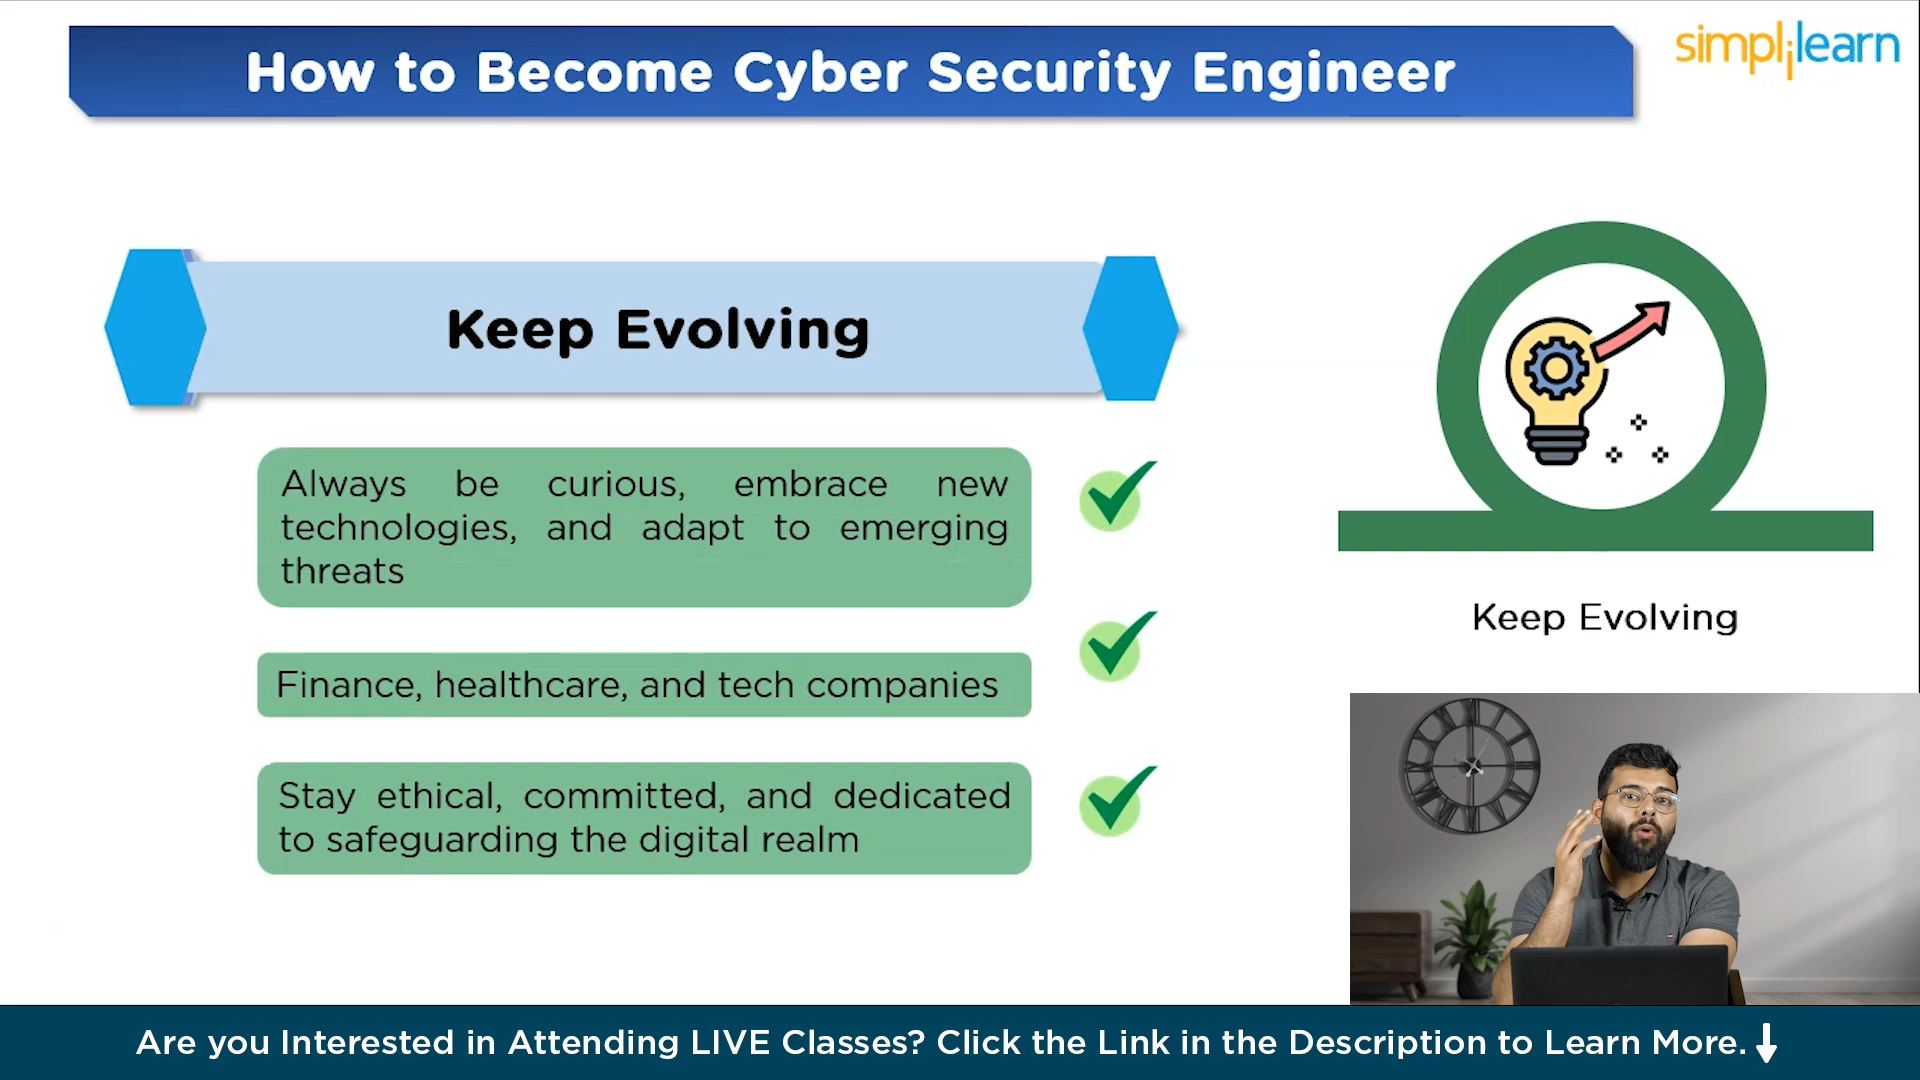 How to Become Cyber Security Engineer
simplilearn
Keep Evolving
Always be curious, embrace new
technologies, and adapt to emerging
threats
Finance, healthcare, and tech companies
Stay ethical, committed, and dedicated
to safeguarding the digital realm
Keep Evolving
Are you Interested in Attending LIVE Classes? Click the Link in the Description to Learn More.